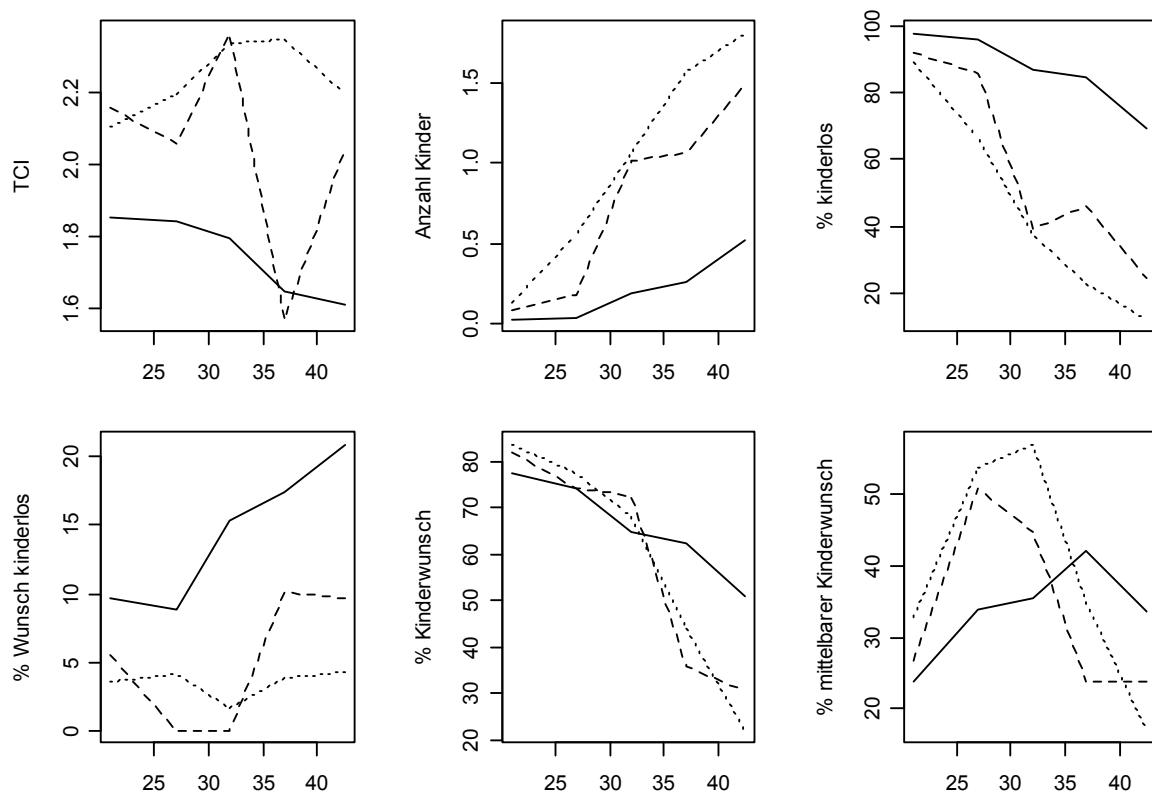 TCI
1.6 1.8 2.0 2.2
25 30 35 40
Anzahl Kinder
0.0 0.5 1.0 1.5
25 30 35 40
% kinderlos
20 40 60 80 100
25 30 35 40
% Wunsch kinderlos
0 5 10 15 20
25 30 35 40
% Kinderwunsch
20 30 40 50 60 70 80
25 30 35 40
% mittelbarer Kinderwunsch
20 30 40 50
25 30 35 40